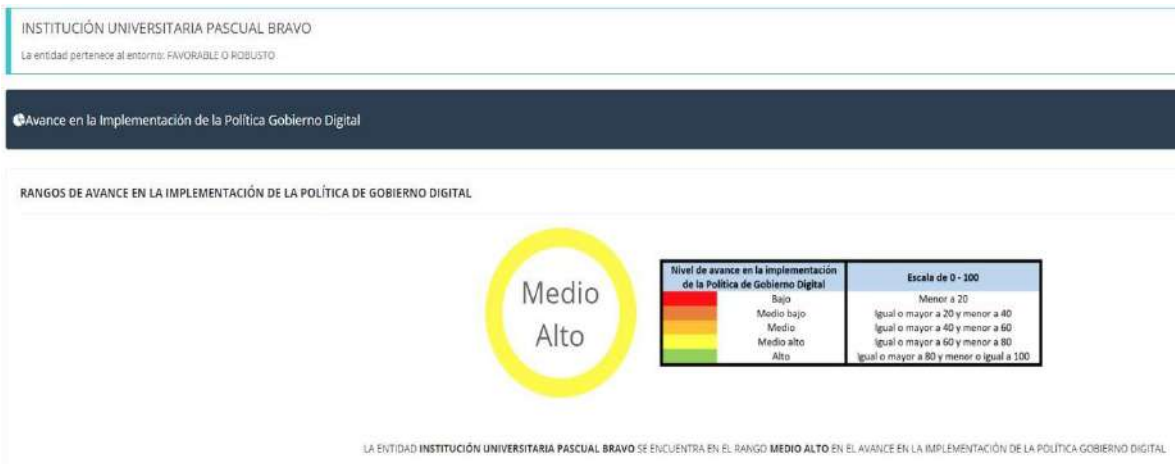 INSTITUCIÓN UNIVERSITARIA PASCUAL BRAVO
La entidad pertenece al entorno: FAVORABLE O ROBUSTO
Avance en la Implementación de la Política Gobierno Digital
RANGOS DE AVANCE EN LA IMPLEMENTACIÓN DE LA POLÍTICA DE GOBIERNO DIGITAL
Medio
Alto
Nivel de avance en la implementación
de la Política de Gobierno Digital
Escala de 0 - 100
Bajo Menor a 20
Medio bajo Igual o mayor a 20 y menor a 40
Medio Igual o mayor a 40 y menor a 60
Medio alto Igual o mayor a 60 y menor a 80
Alto Igual o mayor a 80 y menor o igual a 100
LA ENTIDAD INSTITUCIÓN UNIVERSITARIA PASCUAL BRAVO SE ENCUENTRA EN EL RANGO MEDIO ALTO EN EL AVANCE EN LA IMPLEMENTACIÓN DE LA POLÍTICA GOBIERNO DIGITAL